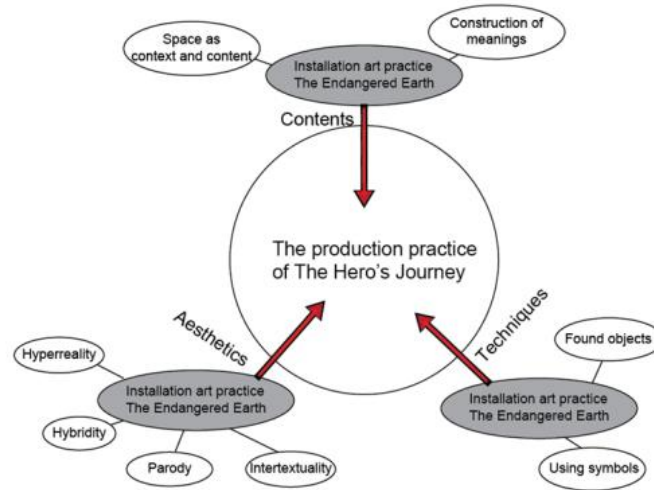 Construction of
meanings
Space as
context and content
Installation art practice
The Endangered Earth
Contents
The production practice
of The Hero's Journey
Aesthetics
Techniques
Hyperreality
Found objects
Installation art practice
The Endangered Earth
Installation art practice
The Endangered Earth
Hybridity
Parody
Intertextuality
Using symbols